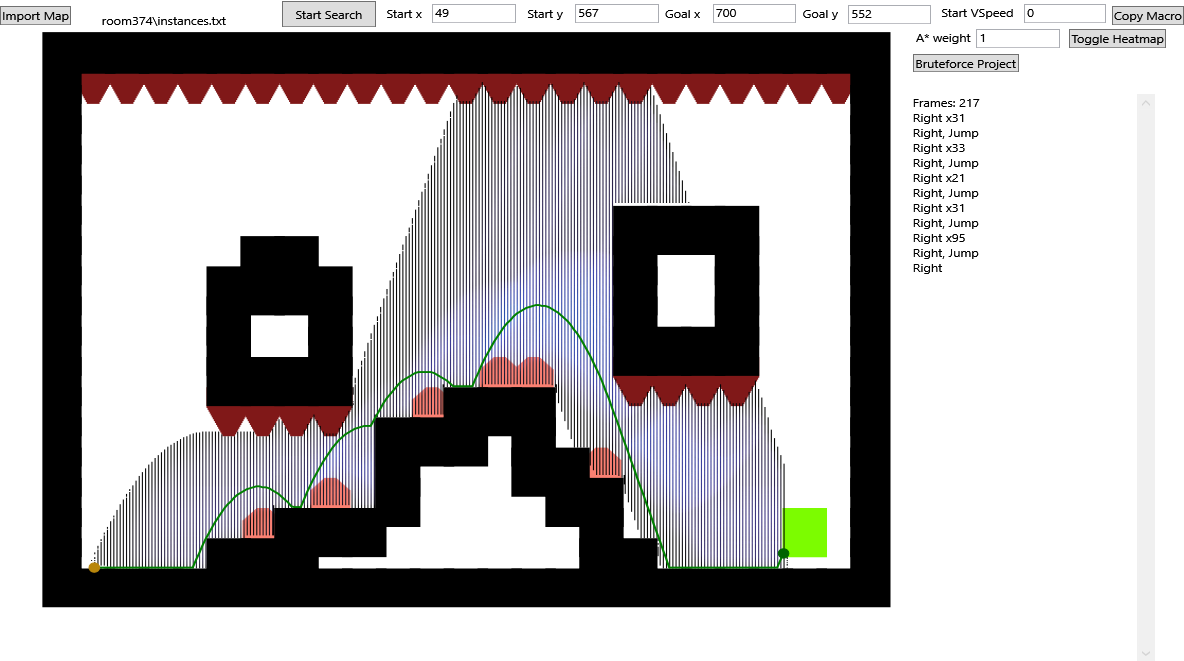 Import Map room374\instances.txt Start Search Start x 49 Start y 567 Goal x 700 Goal y 552 Start VSpeed 0 Copy Macro
A* weight 1 Toggle Heatmap
Bruteforce Project
Frames: 217
Right x31
Right, Jump
Right x33
Right, Jump
Right x21
Right, Jump
Right x31
Right, Jump
Right x95
Right, Jump
Right